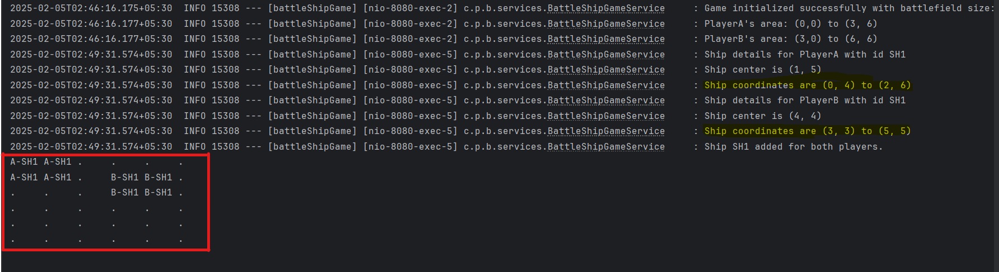 2025-02-05T02:46:16.175+05:30  INFO 15308 --- [battleShipGame] [nio-8080-exec-2] c.p.b.services.BattleShipGameService     : Game initialized successfully with battlefield size:
2025-02-05T02:46:16.177+05:30  INFO 15308 --- [battleShipGame] [nio-8080-exec-2] c.p.b.services.BattleShipGameService     : PlayerA's area: (0,0) to (3, 6)
2025-02-05T02:46:16.177+05:30  INFO 15308 --- [battleShipGame] [nio-8080-exec-2] c.p.b.services.BattleShipGameService     : PlayerB's area: (3,0) to (6, 6)
2025-02-05T02:49:31.574+05:30  INFO 15308 --- [battleShipGame] [nio-8080-exec-5] c.p.b.services.BattleShipGameService     : Ship details for PlayerA with id SH1
2025-02-05T02:49:31.574+05:30  INFO 15308 --- [battleShipGame] [nio-8080-exec-5] c.p.b.services.BattleShipGameService     : Ship center is (1, 5)
2025-02-05T02:49:31.574+05:30  INFO 15308 --- [battleShipGame] [nio-8080-exec-5] c.p.b.services.BattleShipGameService     : Ship coordinates are (0, 4) to (2, 6)
2025-02-05T02:49:31.574+05:30  INFO 15308 --- [battleShipGame] [nio-8080-exec-5] c.p.b.services.BattleShipGameService     : Ship details for PlayerB with id SH1
2025-02-05T02:49:31.574+05:30  INFO 15308 --- [battleShipGame] [nio-8080-exec-5] c.p.b.services.BattleShipGameService     : Ship center is (4, 4)
2025-02-05T02:49:31.574+05:30  INFO 15308 --- [battleShipGame] [nio-8080-exec-5] c.p.b.services.BattleShipGameService     : Ship coordinates are (3, 3) to (5, 5)
2025-02-05T02:49:31.574+05:30  INFO 15308 --- [battleShipGame] [nio-8080-exec-5] c.p.b.services.BattleShipGameService     : Ship SH1 added for both players.
A-SH1 A-SH1 .     .     .     .
A-SH1 A-SH1 .     B-SH1 B-SH1 .
.     .     .     B-SH1 B-SH1 .
.     .     .     .     .     .
.     .     .     .     .     .
.     .     .     .     .     .